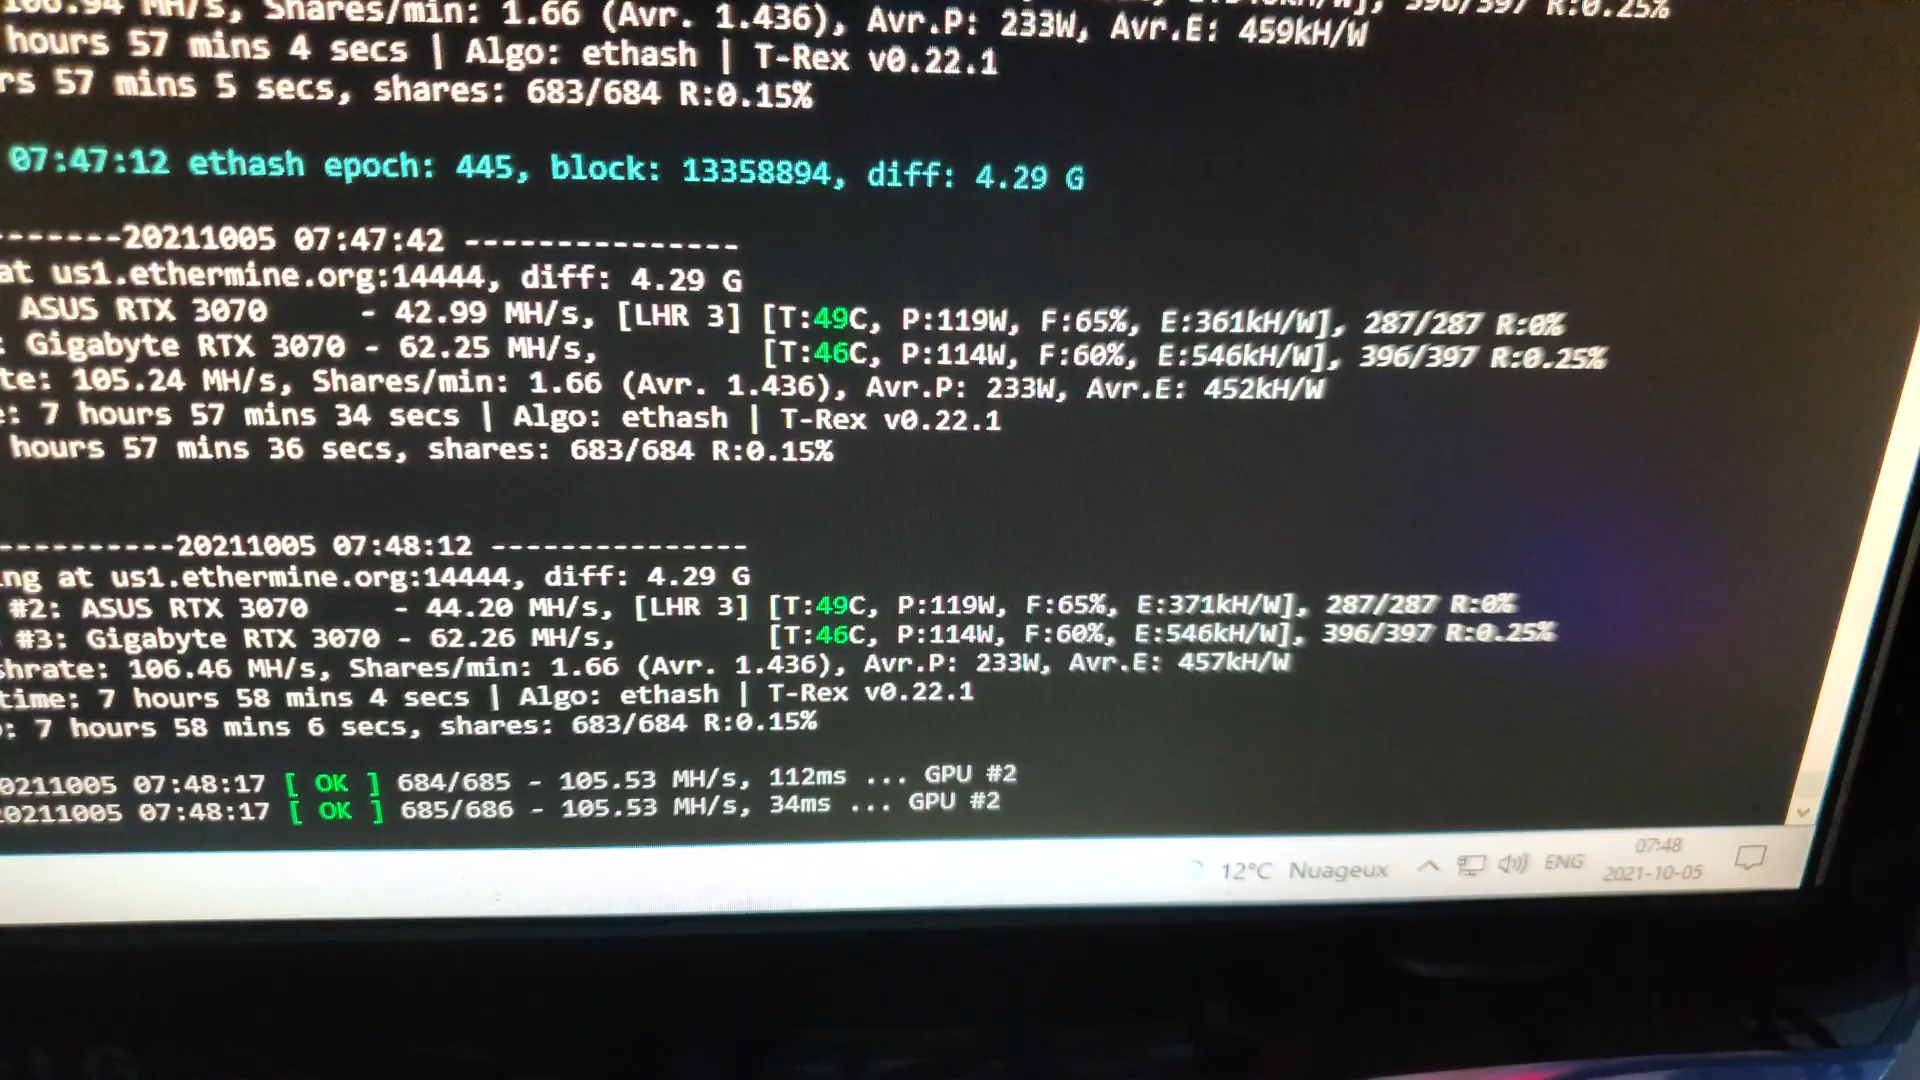 MH/s, Shares/min: 1.66 (Avr. 1.436), Avr.P: 233W, Avr.E: 459kH/W
396/397 R:0.25%
hours 57 mins 4 secs | Algo: ethash | T-Rex v0.22.1
rs 57 mins 5 secs, shares: 683/684 R:0.15%
07:47:12 ethash epoch: 445, block: 13358894, diff: 4.29 G
-------20211005 07:47:42 ---------------
at us1.ethermine.org:14444, diff: 4.29 G
ASUS RTX 3070 - 42.99 MH/s, [LHR 3] [T:49C, P:119W, F:65%, E:361kH/W], 287/287 R:0%
: Gigabyte RTX 3070 - 62.25 MH/s, [T:46C, P:114W, F:60%, E:546kH/W], 396/397 R:0.25%
te: 105.24 MH/s, Shares/min: 1.66 (Avr. 1.436), Avr.P: 233W, Avr.E: 452kH/W
e: 7 hours 57 mins 34 secs | Algo: ethash | T-Rex v0.22.1
hours 57 mins 36 secs, shares: 683/684 R:0.15%
----------20211005 07:48:12 ---------------
ng at us1.ethermine.org:14444, diff: 4.29 G
#2: ASUS RTX 3070 - 44.20 MH/s, [LHR 3] [T:49C, P:119W, F:65%, E:371kH/W], 287/287 R:0%
#3: Gigabyte RTX 3070 - 62.26 MH/s, [T:46C, P:114W, F:60%, E:546kH/W], 396/397 R:0.25%
shrate: 106.46 MH/s, Shares/min: 1.66 (Avr. 1.436), Avr.P: 233W, Avr.E: 457kH/W
time: 7 hours 58 mins 4 secs | Algo: ethash | T-Rex v0.22.1
: 7 hours 58 mins 6 secs, shares: 683/684 R:0.15%
0211005 07:48:17 [ OK ] 684/685 - 105.53 MH/s, 112ms ... GPU #2
20211005 07:48:17 [ OK ] 685/686 - 105.53 MH/s, 34ms ... GPU #2
12°C Nuageux ENG 07:48
2021-10-05